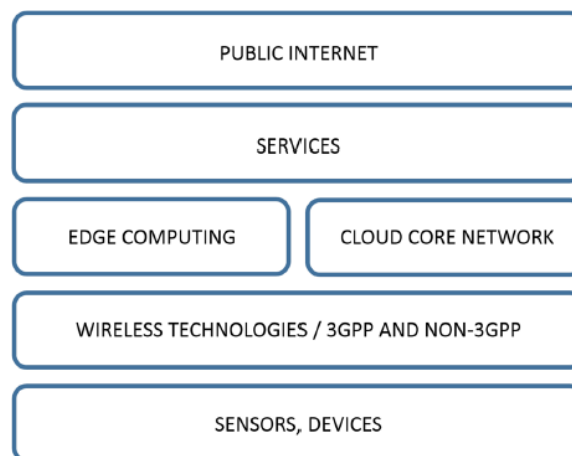 PUBLIC INTERNET
SERVICES
EDGE COMPUTING
CLOUD CORE NETWORK
WIRELESS TECHNOLOGIES / 3GPP AND NON-3GPP
SENSORS, DEVICES